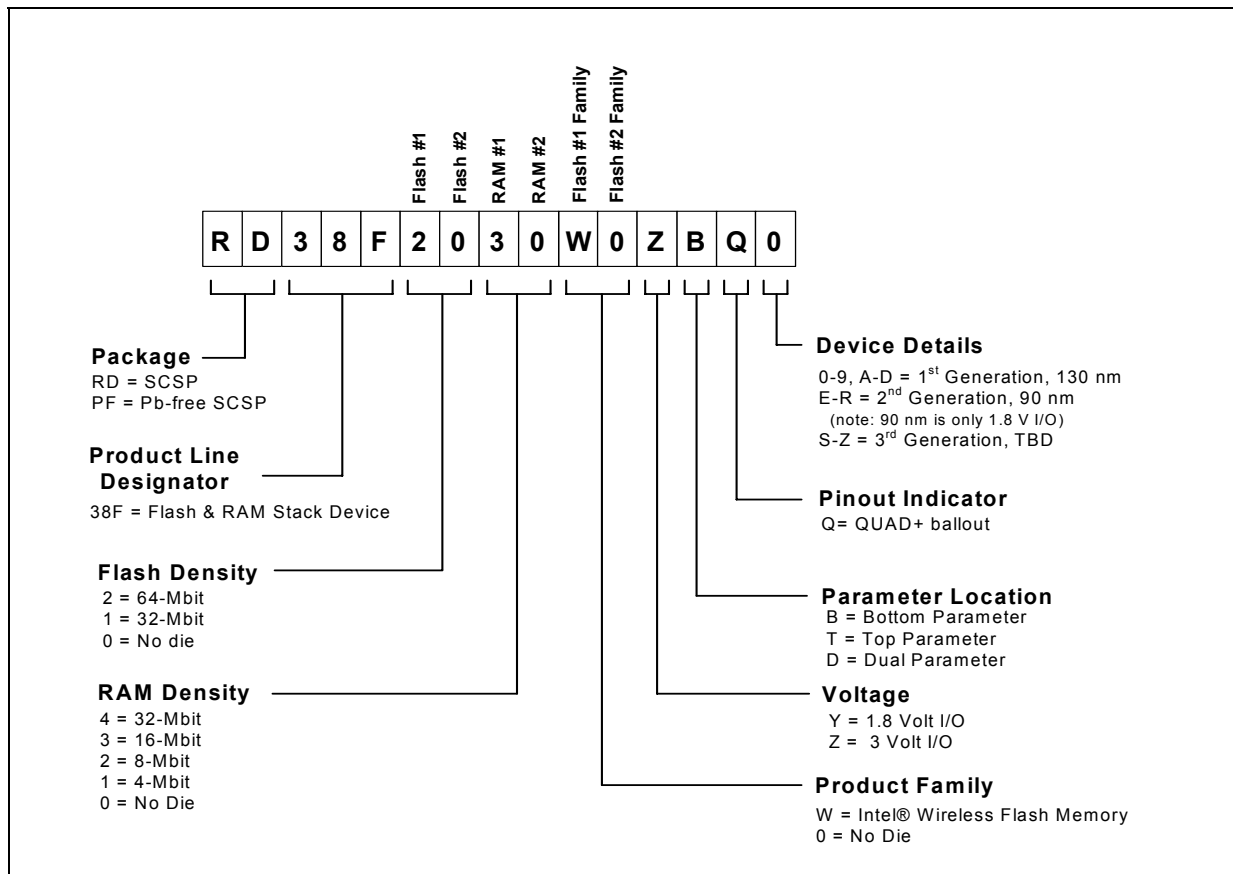 Flash #1
Flash #2
RAM #1
RAM #2
Flash #1 Family
Flash #2 Family
R D 3 8 F 2 0 3 0 W 0 Z B Q 0
Package
RD = SCSP
PF = Pb-free SCSP
Product Line
Designator
38F = Flash & RAM Stack Device
Flash Density
2 = 64-Mbit
1 = 32-Mbit
0 = No die
RAM Density
4 = 32-Mbit
3 = 16-Mbit
2 = 8-Mbit
1 = 4-Mbit
0 = No Die
Device Details
0-9, A-D = 1st Generation, 130 nm
E-R = 2nd Generation, 90 nm
(note: 90 nm is only 1.8 V I/O)
S-Z = 3rd Generation, TBD
Pinout Indicator
Q= QUAD+ ballout
Parameter Location
B = Bottom Parameter
T = Top Parameter
D = Dual Parameter
Voltage
Y = 1.8 Volt I/O
Z = 3 Volt I/O
Product Family
W = Intel® Wireless Flash Memory
0 = No Die